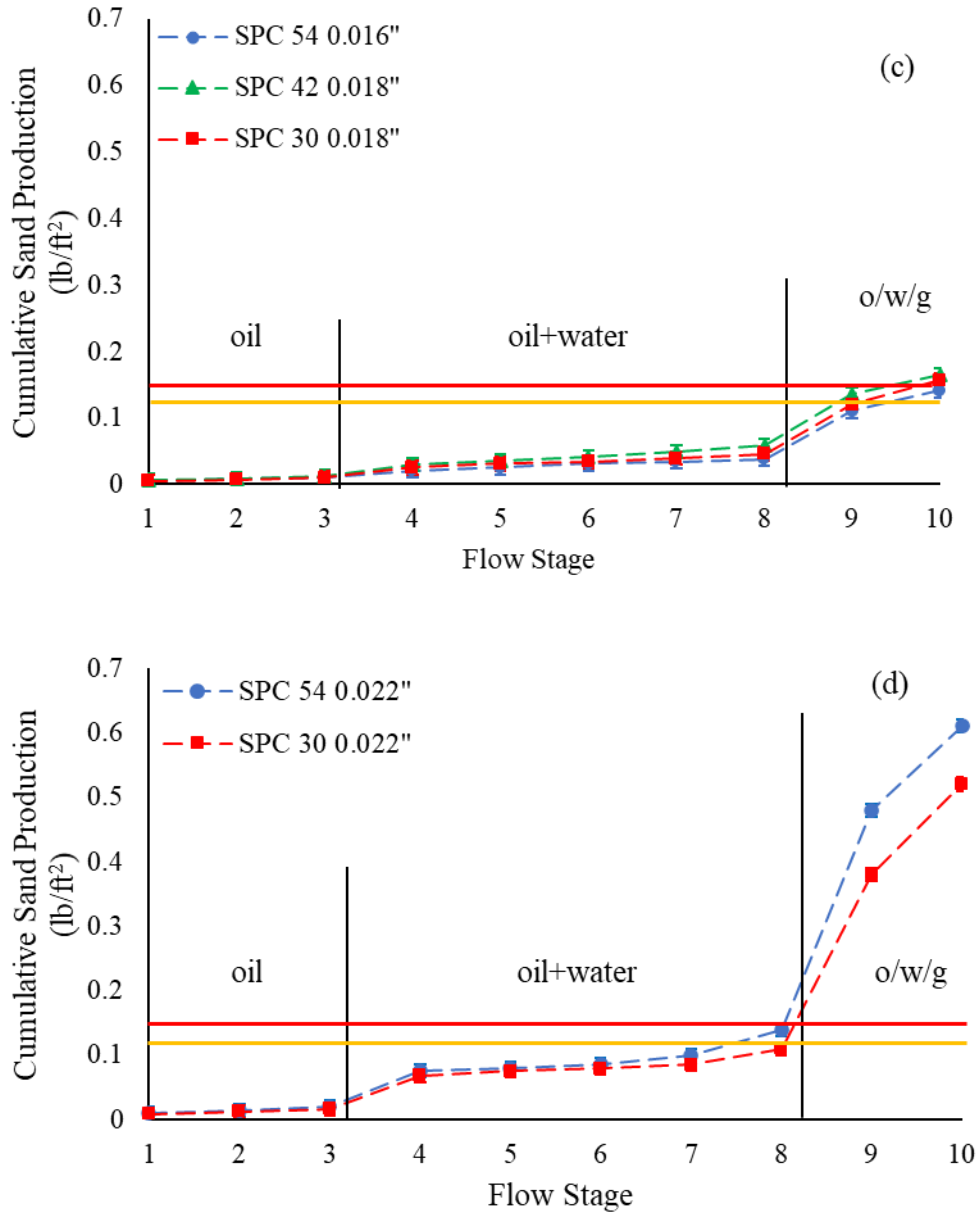 0.7
0.6
0.5
0.4
0.3
0.2
0.1
0
Cumulative Sand Production
(lb/ft²)
SPC 54 0.016"
SPC 42 0.018"
SPC 30 0.018"
(c)
oil
oil+water
o/w/g
1 2 3 4 5 6 7 8 9 10
Flow Stage
0.7
0.6
0.5
0.4
0.3
0.2
0.1
0
Cumulative Sand Production
(lb/ft²)
SPC 54 0.022"
SPC 30 0.022"
(d)
oil
oil+water
o/w/g
1 2 3 4 5 6 7 8 9 10
Flow Stage